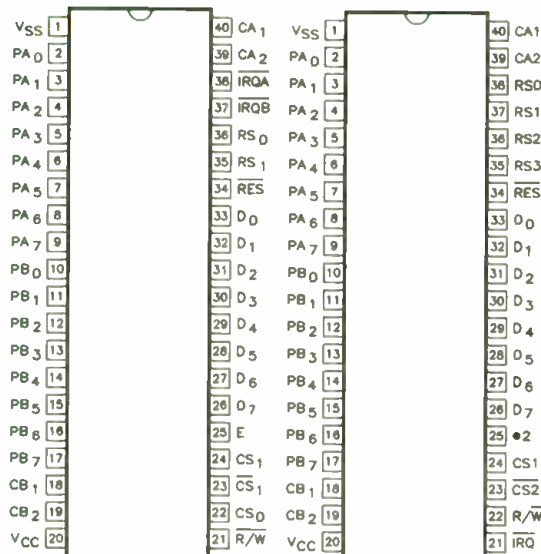 VSS 1 40 CA1
PA0 2 39 CA2
PA1 3 38 IRQA
PA2 4 37 IRQB
PA3 5 36 RS0
PA4 6 35 RS1
PA5 7 34 RES
PA6 8 33 D0
PA7 9 32 D1
PB0 10 31 D2
PB1 11 30 D3
PB2 12 29 D4
PB3 13 28 D5
PB4 14 27 D6
PB5 15 26 O7
PB6 16 25 E
PB7 17 24 CS1
CB1 18 23 CS1
CB2 19 22 CS0
VCC 20 21 R/W
VSS 1 40 CA1
PA0 2 39 CA2
PA1 3 38 RS0
PA2 4 37 RS1
PA3 5 36 RS2
PA4 6 35 RS3
PA5 7 34 RES
PA6 8 33 O0
PA7 9 32 D1
PB0 10 31 D2
PB1 11 30 D3
PB2 12 29 D4
PB3 13 28 O5
PB4 14 27 D6
PB5 15 26 D7
PB6 16 25 •2
PB7 17 24 CS1
CB1 18 23 CS2
CB2 19 22 R/W
VCC 20 21 IRQ